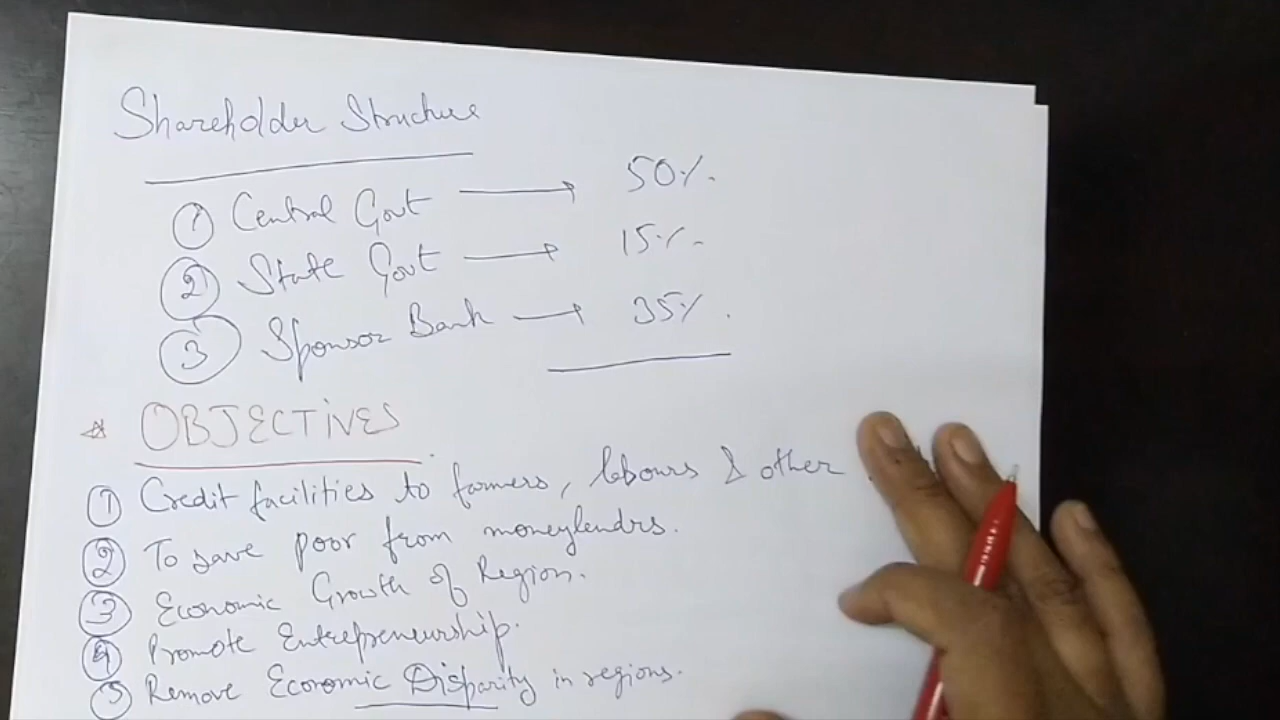 Shareholder Structure
① Central Govt → 50%.
② State Govt → 15%.
③ Sponsor Bank → 35%.
☆ OBJECTIVES
① Credit facilities to farmers, labours & other
② To save poor from moneylendrs.
③ Economic Growth of Region.
④ Promote Entrepreneurship.
⑤ Remove Economic Disparity in regions.